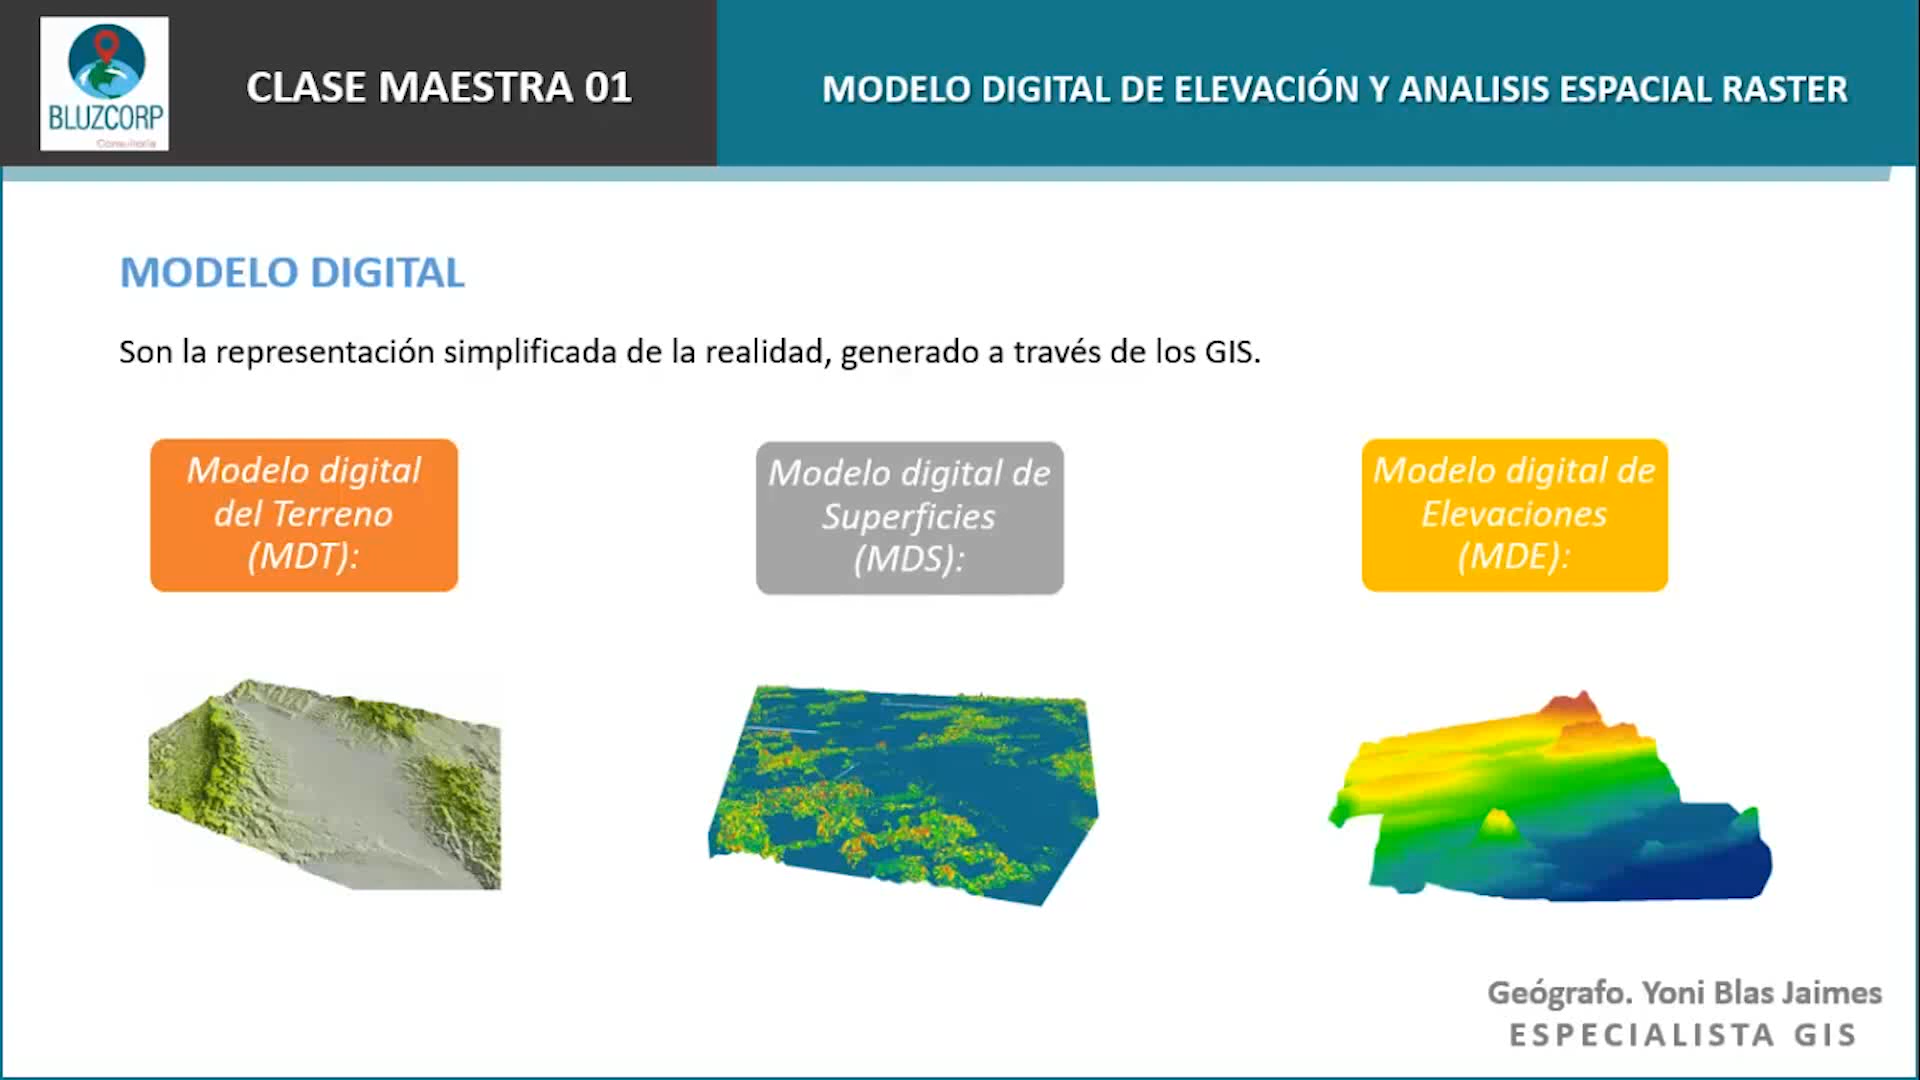 BLUZCORP
Consultoria
CLASE MAESTRA 01
MODELO DIGITAL DE ELEVACIÓN Y ANALISIS ESPACIAL RASTER
MODELO DIGITAL
Son la representación simplificada de la realidad, generado a través de los GIS.
Modelo digital
del Terreno
(MDT):
Modelo digital de
Superficies
(MDS):
Modelo digital de
Elevaciones
(MDE):
Geógrafo. Yoni Blas Jaimes
ESPECIALISTA GIS